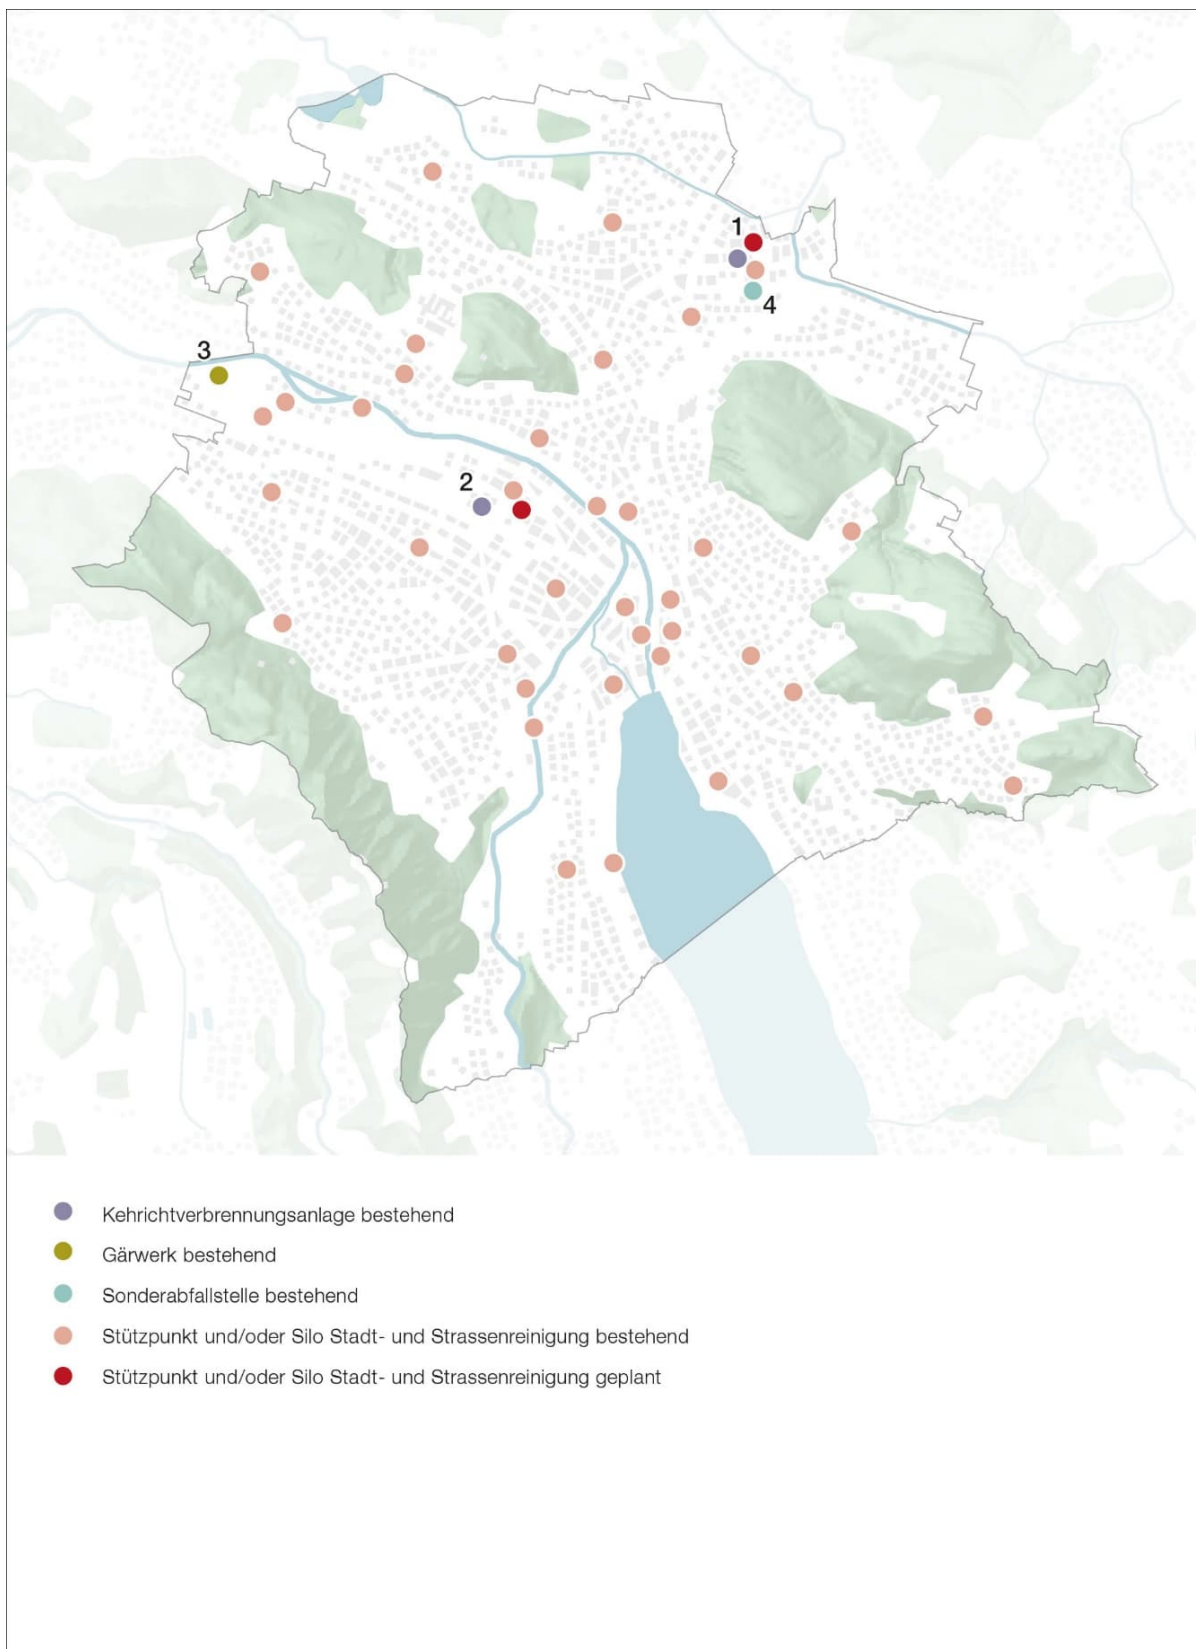 1
4
3
2
Kehrichtverbrennungsanlage bestehend
Gärwerk bestehend
Sonderabfallstelle bestehend
Stützpunkt und/oder Silo Stadt- und Strassenreinigung bestehend
Stützpunkt und/oder Silo Stadt- und Strassenreinigung geplant